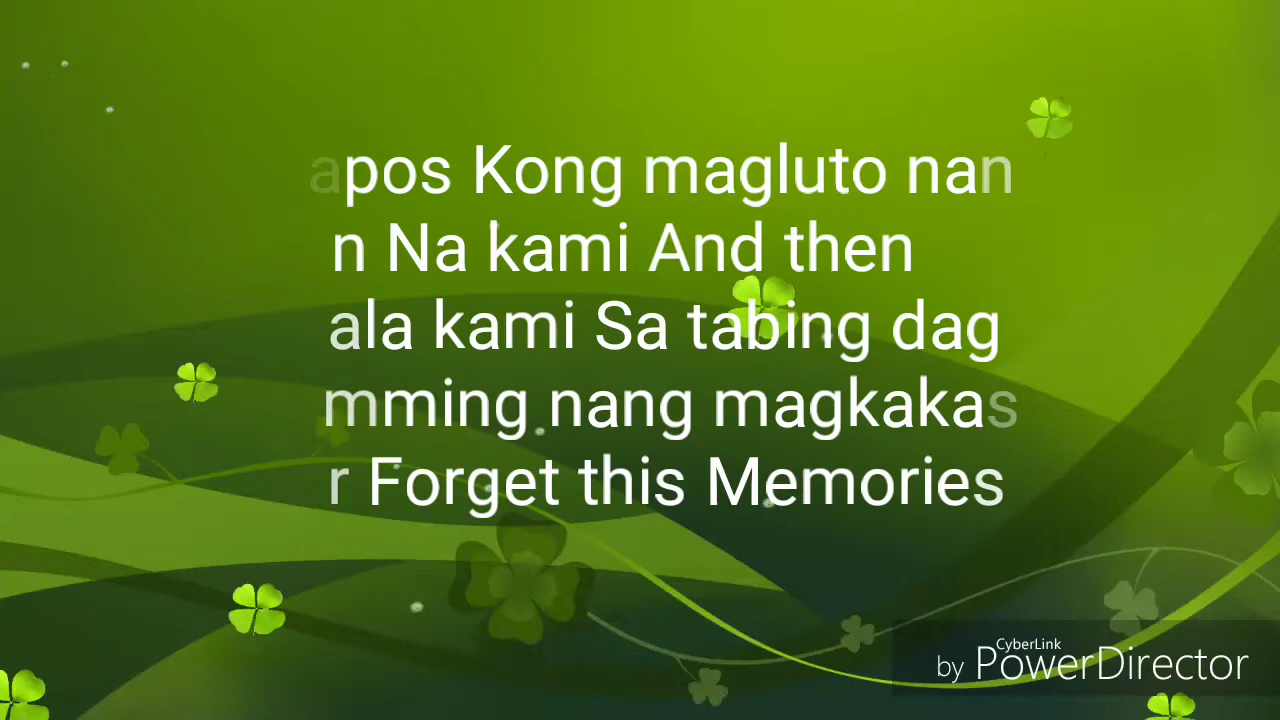 apos Kong magluto nan
n Na kami And then
ala kami Sa tabing dag
mming nang magkakas
r Forget this Memories
CyberLink
by PowerDirector